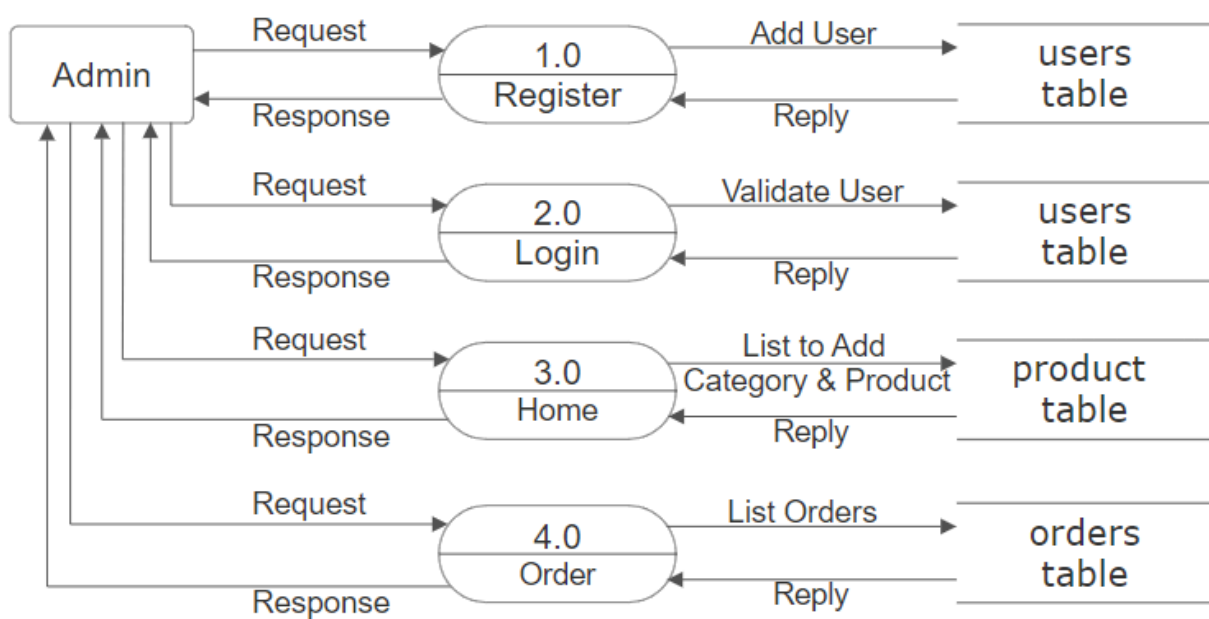 Admin
Request
Response
1.0
Register
Add User
Reply
users
table
Request
Response
2.0
Login
Validate User
Reply
users
table
Request
Response
3.0
Home
List to Add
Category & Product
Reply
product
table
Request
Response
4.0
Order
List Orders
Reply
orders
table